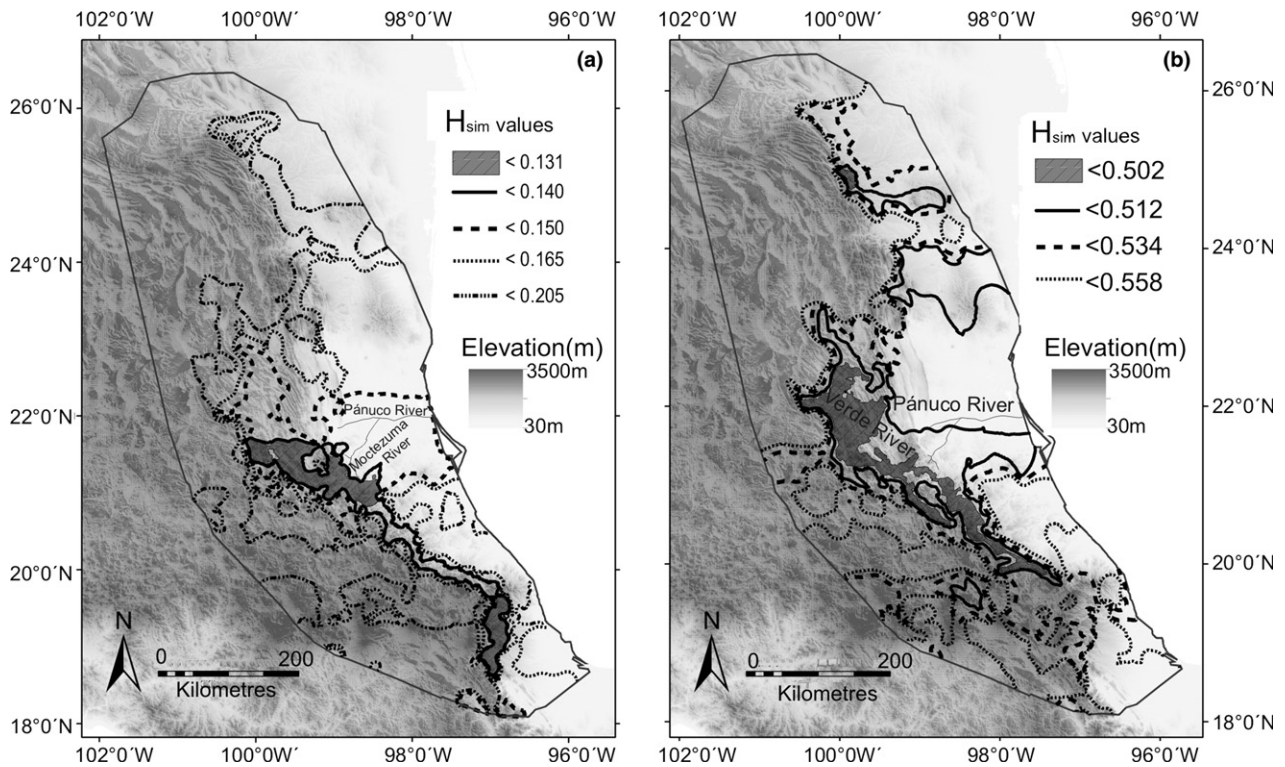 102°0´W 100°0´W 98°0´W 96°0´W
(a)
26°0´N
24°0´N
22°0´N
20°0´N
18°0´N
Hsim values
< 0.131
< 0.140
< 0.150
< 0.165
< 0.205
Elevation(m)
3500m
30m
Pánuco River
Moctezuma
River
N
0 200
Kilometres
102°0´W 100°0´W 98°0´W 96°0´W
102°0´W 100°0´W 98°0´W 96°0´W
(b)
26°0´N
24°0´N
22°0´N
20°0´N
18°0´N
Hsim values
<0.502
<0.512
<0.534
<0.558
Elevation(m)
3500m
30m
Pánuco River
Verde River
N
0 200
Kilometres
102°0´W 100°0´W 98°0´W 96°0´W